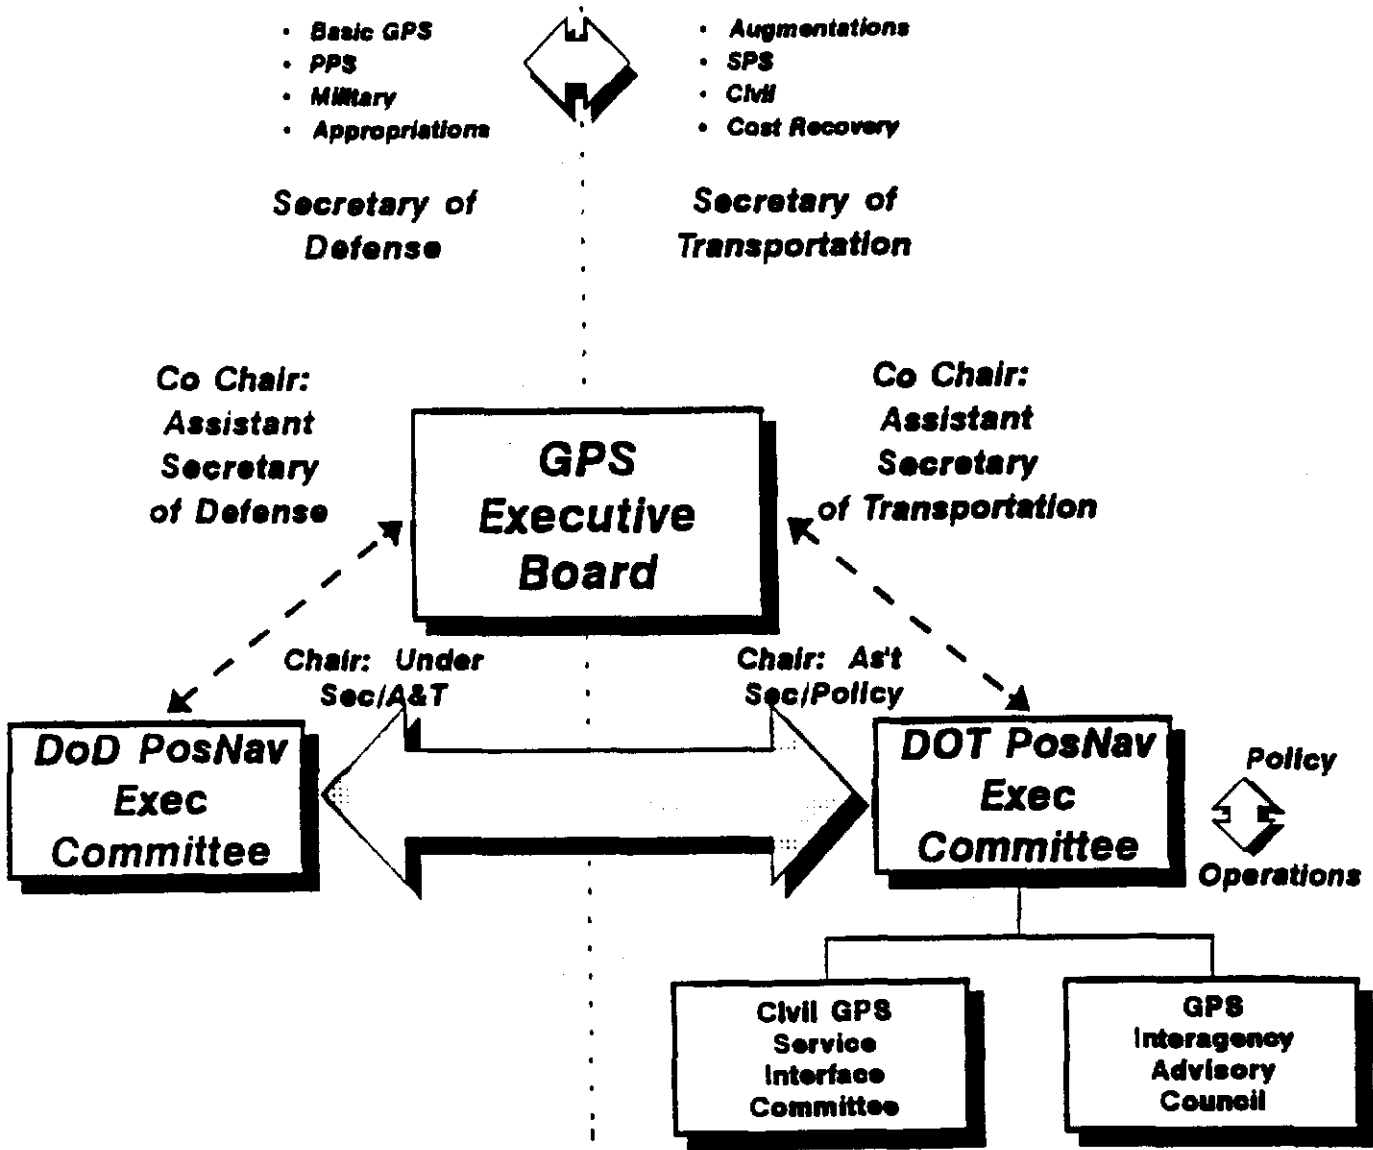 • Basic GPS
• PPS
• Military
• Appropriations
• Augmentations
• SPS
• Civil
• Cost Recovery
Secretary of
Defense
Secretary of
Transportation
Co Chair:
Assistant
Secretary
of Defense
Co Chair:
Assistant
Secretary
of Transportation
GPS
Executive
Board
Chair: Under
Sec/A&T
Chair: As't
Sec/Policy
DoD PosNav
Exec
Committee
DOT PosNav
Exec
Committee
Policy
Operations
Civil GPS
Service
Interface
Committee
GPS
Interagency
Advisory
Council